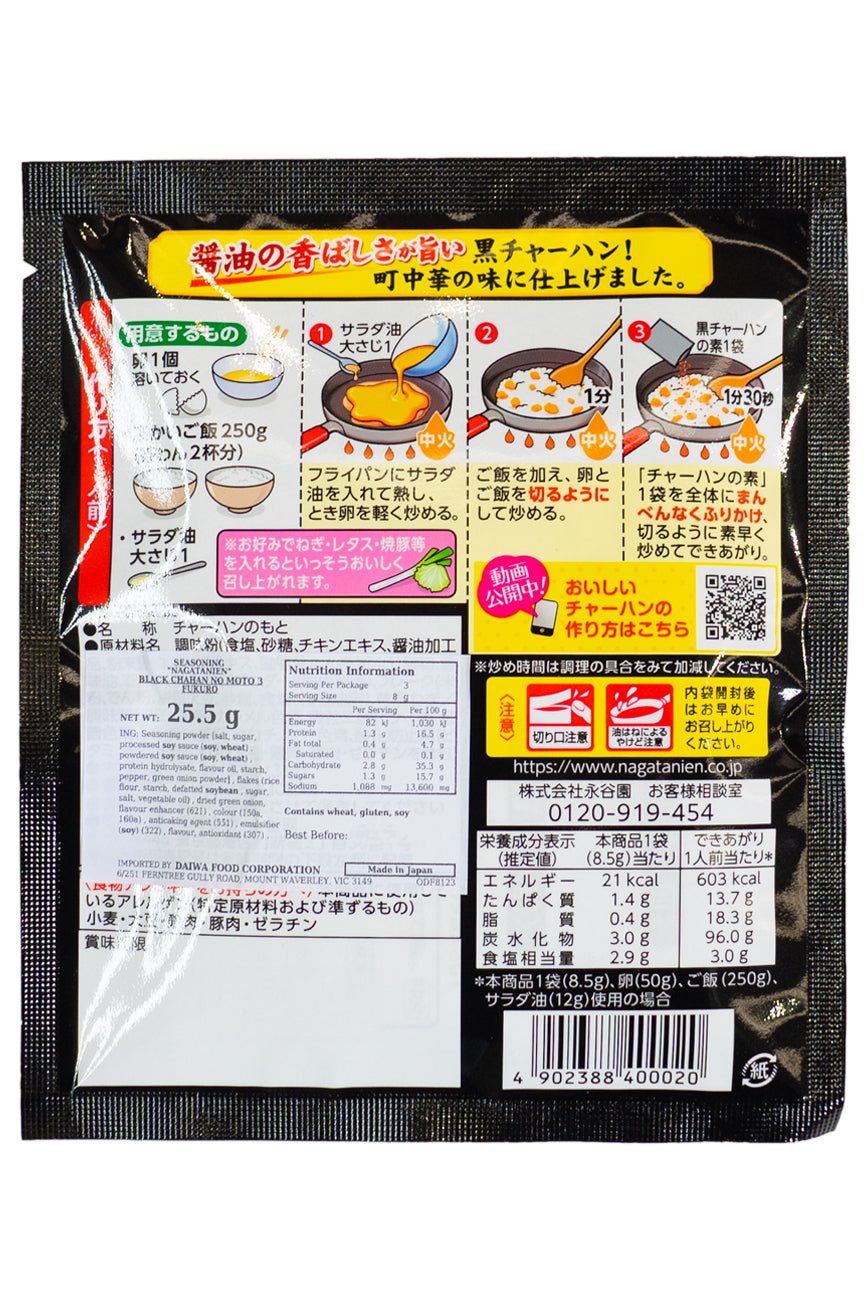 醤油の香ばしさが旨い 黒チャーハン!
町中華の味に仕上げました。
用意するもの
卵1個
溶いておく
かいご飯250g
わん2杯分)
・サラダ油
大さじ1
※お好みでねぎ・レタス・焼豚等
を入れるといっそうおいしく
召し上がれます。
1 サラダ油
大さじ1
中火
フライパンにサラダ
油を入れて熱し、
とき卵を軽く炒める。
2
1分
中火
ご飯を加え、卵と
ご飯を切るように
して炒める。
3 黒チャーハン
の素1袋
1分30秒
中火
「チャーハンの素」
1袋を全体にまん
べんなくふりかけ、
切るように素早く
炒めてできあがり。
動画
公開中!
おいしい
チャーハンの
作り方はこちら
●名 称 チャーハンのもと
●原材料名 調味粉(食塩、砂糖、チキンエキス、醤油加工
SEASONING
"NAGATANIEN"
BLACK CHAHAN NO MOTO 3
FUKURO
NET WT: 25.5 g
ING: Seasoning powder [salt, sugar,
processed soy sauce (soy, wheat) ,
powdered soy sauce (soy, wheat) ,
protein hydrolysate, flavour oil, starch,
pepper, green onion powder] , flakes (rice
flour, starch, defatted soybean , sugar,
salt, vegetable oil) , dried green onion,
flavour enhancer (621) , colour (150a,
160a) , anticaking agent (551) , emulsifier
(soy) (322) , flavour, antioxidant (307) .
Nutrition Information
Serving Per Package 3
Serving Size 8 g
Per Serving Per 100 g
Energy 82 kJ 1,030 kJ
Protein 1.3 g 16.5 g
Fat total 0.4 g 4.7 g
Saturated 0.0 g 0.1 g
Carbohydrate 2.8 g 35.3 g
Sugars 1.3 g 15.7 g
Sodium 1,088 mg 13,600 mg
Contains wheat, gluten, soy
Best Before:
IMPORTED BY DAIWA FOOD CORPORATION Made in Japan
6/251 FERNTREE GULLY ROAD, MOUNT WAVERLEY, VIC 3149 ODF8123
いるアレルゲン(特定原材料および準ずるもの)
小麦・大豆・鶏肉・豚肉・ゼラチン
賞味期限
※炒め時間は調理の具合をみて加減してください。
〈注意〉
切り口注意
油はねによる
やけど注意
内袋開封後
はお早めに
お召し上がり
ください。
https://www.nagatanien.co.jp
株式会社永谷園 お客様相談室
0120-919-454
栄養成分表示 本商品1袋 できあがり
(推定値) (8.5g)当たり 1人前当たり*
エネルギー 21 kcal 603 kcal
たんぱく質 1.4 g 13.7 g
脂 質 0.4 g 18.3 g
炭水化物 3.0 g 96.0 g
食塩相当量 2.9 g 3.0 g
*本商品1袋(8.5g)、卵(50g)、ご飯(250g)、
サラダ油(12g)使用の場合
4 902388 400020
紙